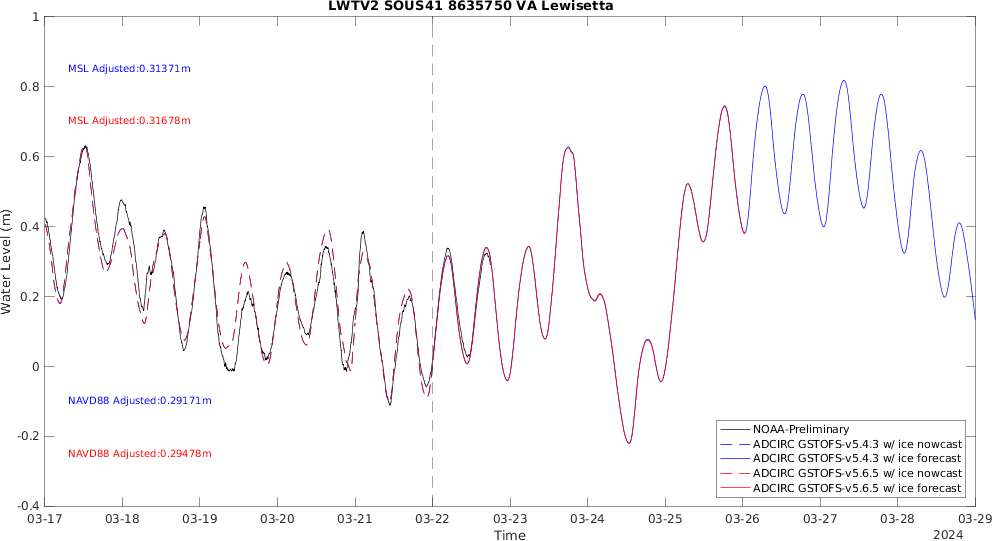 LWTV2 SOUS41 8635750 VA Lewisetta
Water Level (m)
1
0.8
0.6
0.4
0.2
0
-0.2
-0.4
MSL Adjusted:0.31371m
MSL Adjusted:0.31678m
NAVD88 Adjusted:0.29171m
NAVD88 Adjusted:0.29478m
NOAA-Preliminary
ADCIRC GSTOFS-v5.4.3 w/ ice nowcast
ADCIRC GSTOFS-v5.4.3 w/ ice forecast
ADCIRC GSTOFS-v5.6.5 w/ ice nowcast
ADCIRC GSTOFS-v5.6.5 w/ ice forecast
03-17 03-18 03-19 03-20 03-21 03-22 03-23 03-24 03-25 03-26 03-27 03-28 03-29
Time
2024